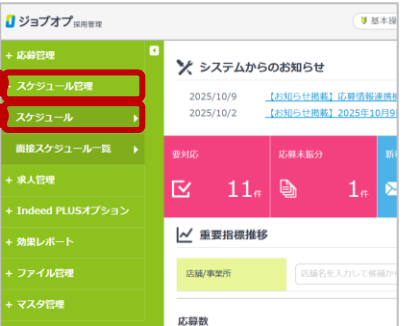 ジョブオプ 採用管理
基本操
+ 応募管理
スケジュール管理
スケジュール
面接スケジュール一覧
+ 求人管理
+ Indeed PLUSオプション
+ 効果レポート
+ ファイル管理
+ マスタ管理
システムからのお知らせ
2025/10/9 【お知らせ掲載】応募情報連携機
2025/10/2 【お知らせ掲載】2025年10月9
要対応
11件
応募未振分
1件
新
重要指標推移
店舗/事業所
店舗名を入力して候補か
応募数